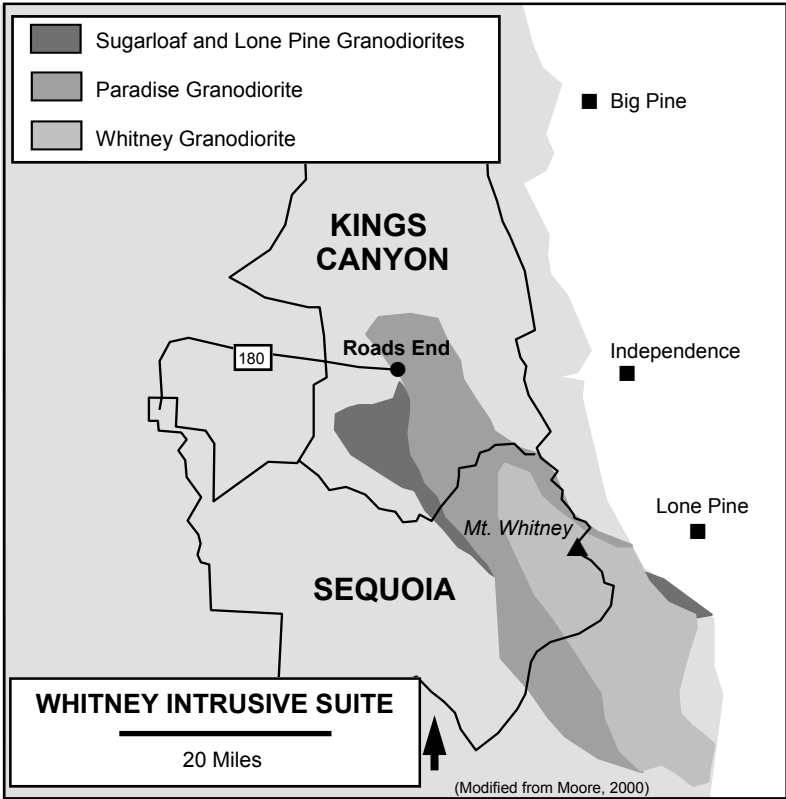 Sugarloaf and Lone Pine Granodiorites
Paradise Granodiorite
Whitney Granodiorite
Big Pine
KINGS
CANYON
180
Roads End
Independence
Lone Pine
Mt. Whitney
SEQUOIA
WHITNEY INTRUSIVE SUITE
20 Miles
(Modified from Moore, 2000)